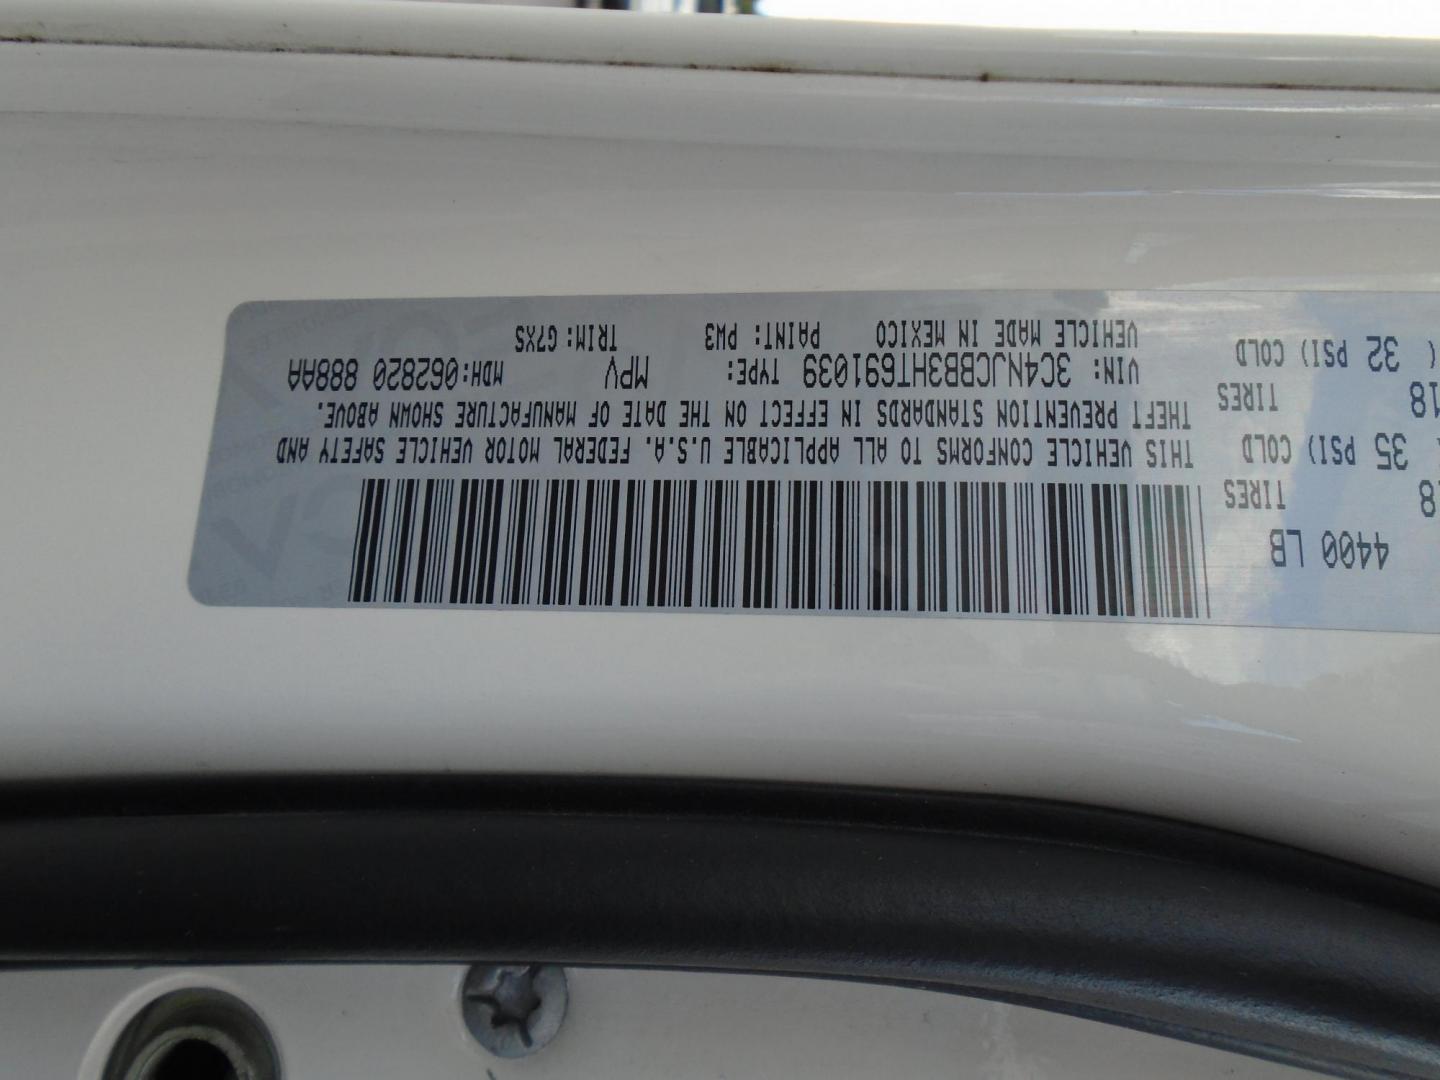 4400 LB
TIRES
35 PSI) COLD
TIRES 18
( 32 PSI) COLD
THIS VEHICLE CONFORMS TO ALL APPLICABLE U.S.A. FEDERAL MOTOR VEHICLE SAFETY AND
THEFT PREVENTION STANDARDS IN EFFECT ON THE DATE OF MANUFACTURE SHOWN ABOVE.
VIN: 3C4NJCBB3HT691039 TYPE: MPV MDH:062820 888AA
VEHICLE MADE IN MEXICO PAINT: PW3 TRIM:G7XS